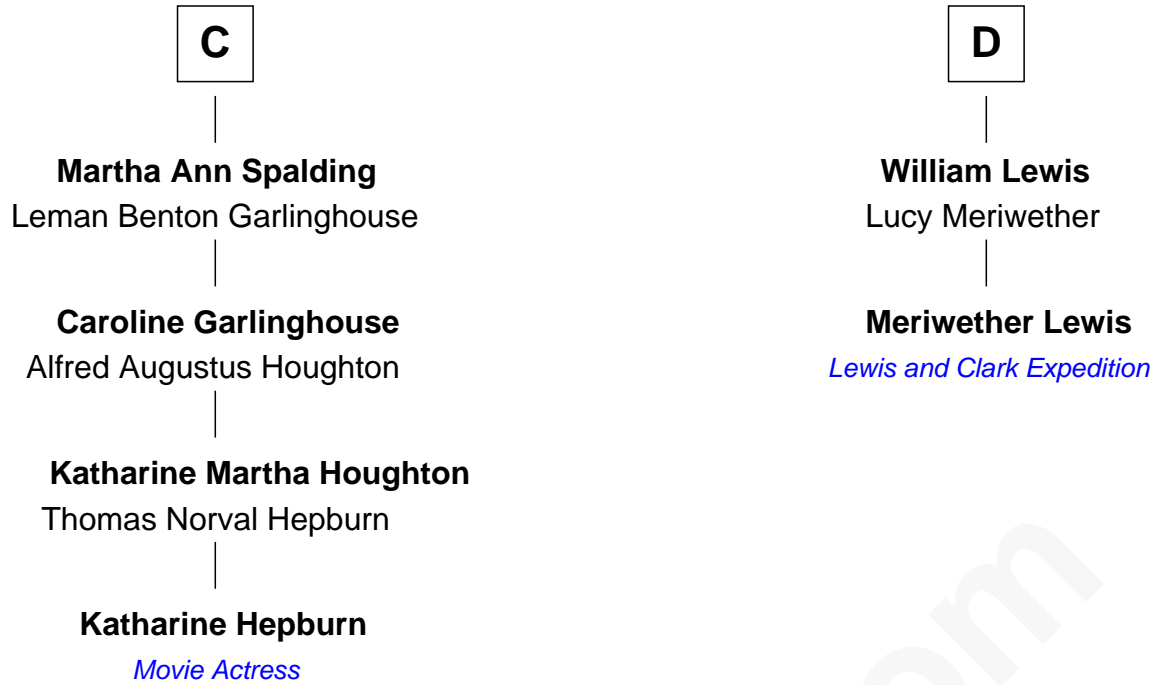 C
Martha Ann Spalding
Leman Benton Garlinghouse
Caroline Garlinghouse
Alfred Augustus Houghton
Katharine Martha Houghton
Thomas Norval Hepburn
Katharine Hepburn
Movie Actress
D
William Lewis
Lucy Meriwether
Meriwether Lewis
Lewis and Clark Expedition
om